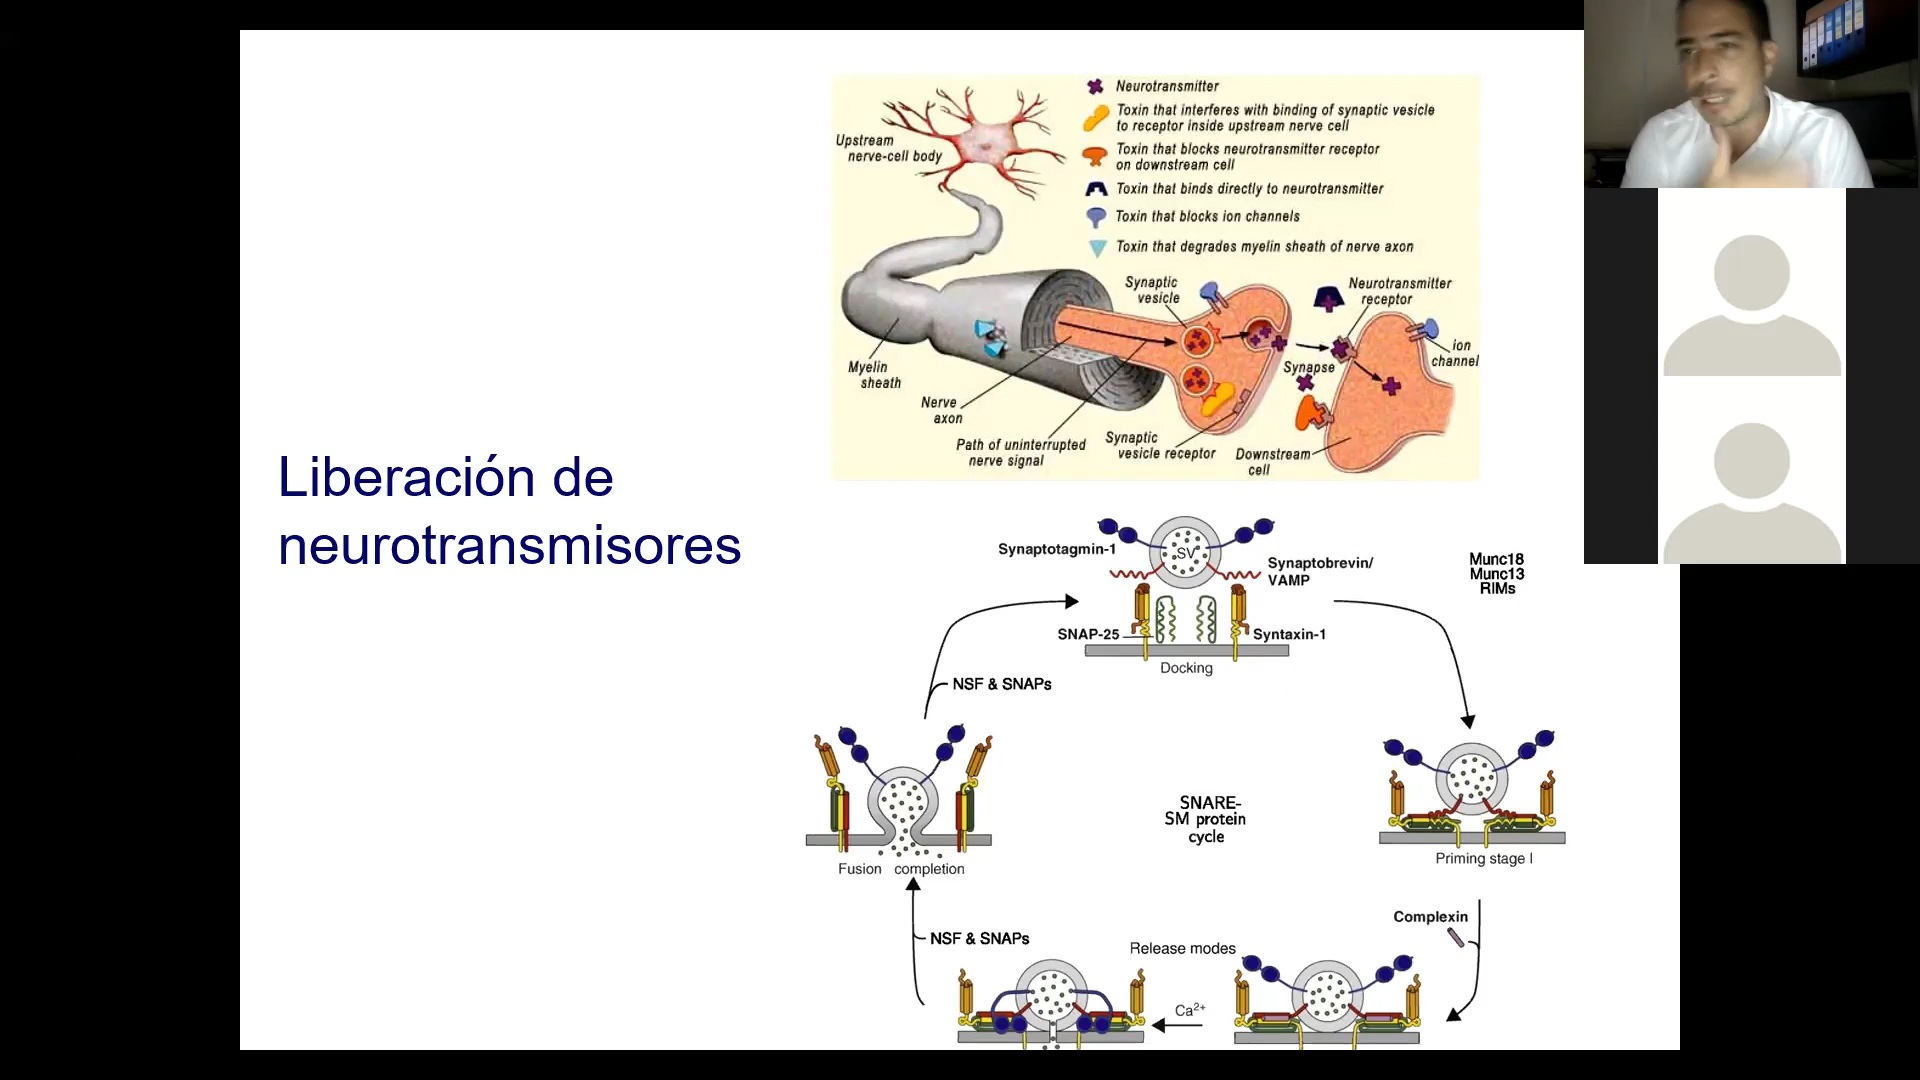 Liberación de
neurotransmisores
Neurotransmitter
Toxin that interferes with binding of synaptic vesicle
to receptor inside upstream nerve cell
Toxin that blocks neurotransmitter receptor
on downstream cell
Toxin that binds directly to neurotransmitter
Toxin that blocks ion channels
Toxin that degrades myelin sheath of nerve axon
Upstream
nerve-cell body
Synaptic
vesicle
Neurotransmitter
receptor
ion
channel
Synapse
Myelin
sheath
Nerve
axon
Path of uninterrupted
nerve signal
Synaptic
vesicle receptor
Downstream
cell
Synaptotagmin-1
SV
Synaptobrevin/
VAMP
Munc18
Munc13
RIMs
SNAP-25
Syntaxin-1
Docking
NSF & SNAPs
SNARE-
SM protein
cycle
Priming stage I
Fusion completion
Complexin
NSF & SNAPs
Release modes
Ca2+